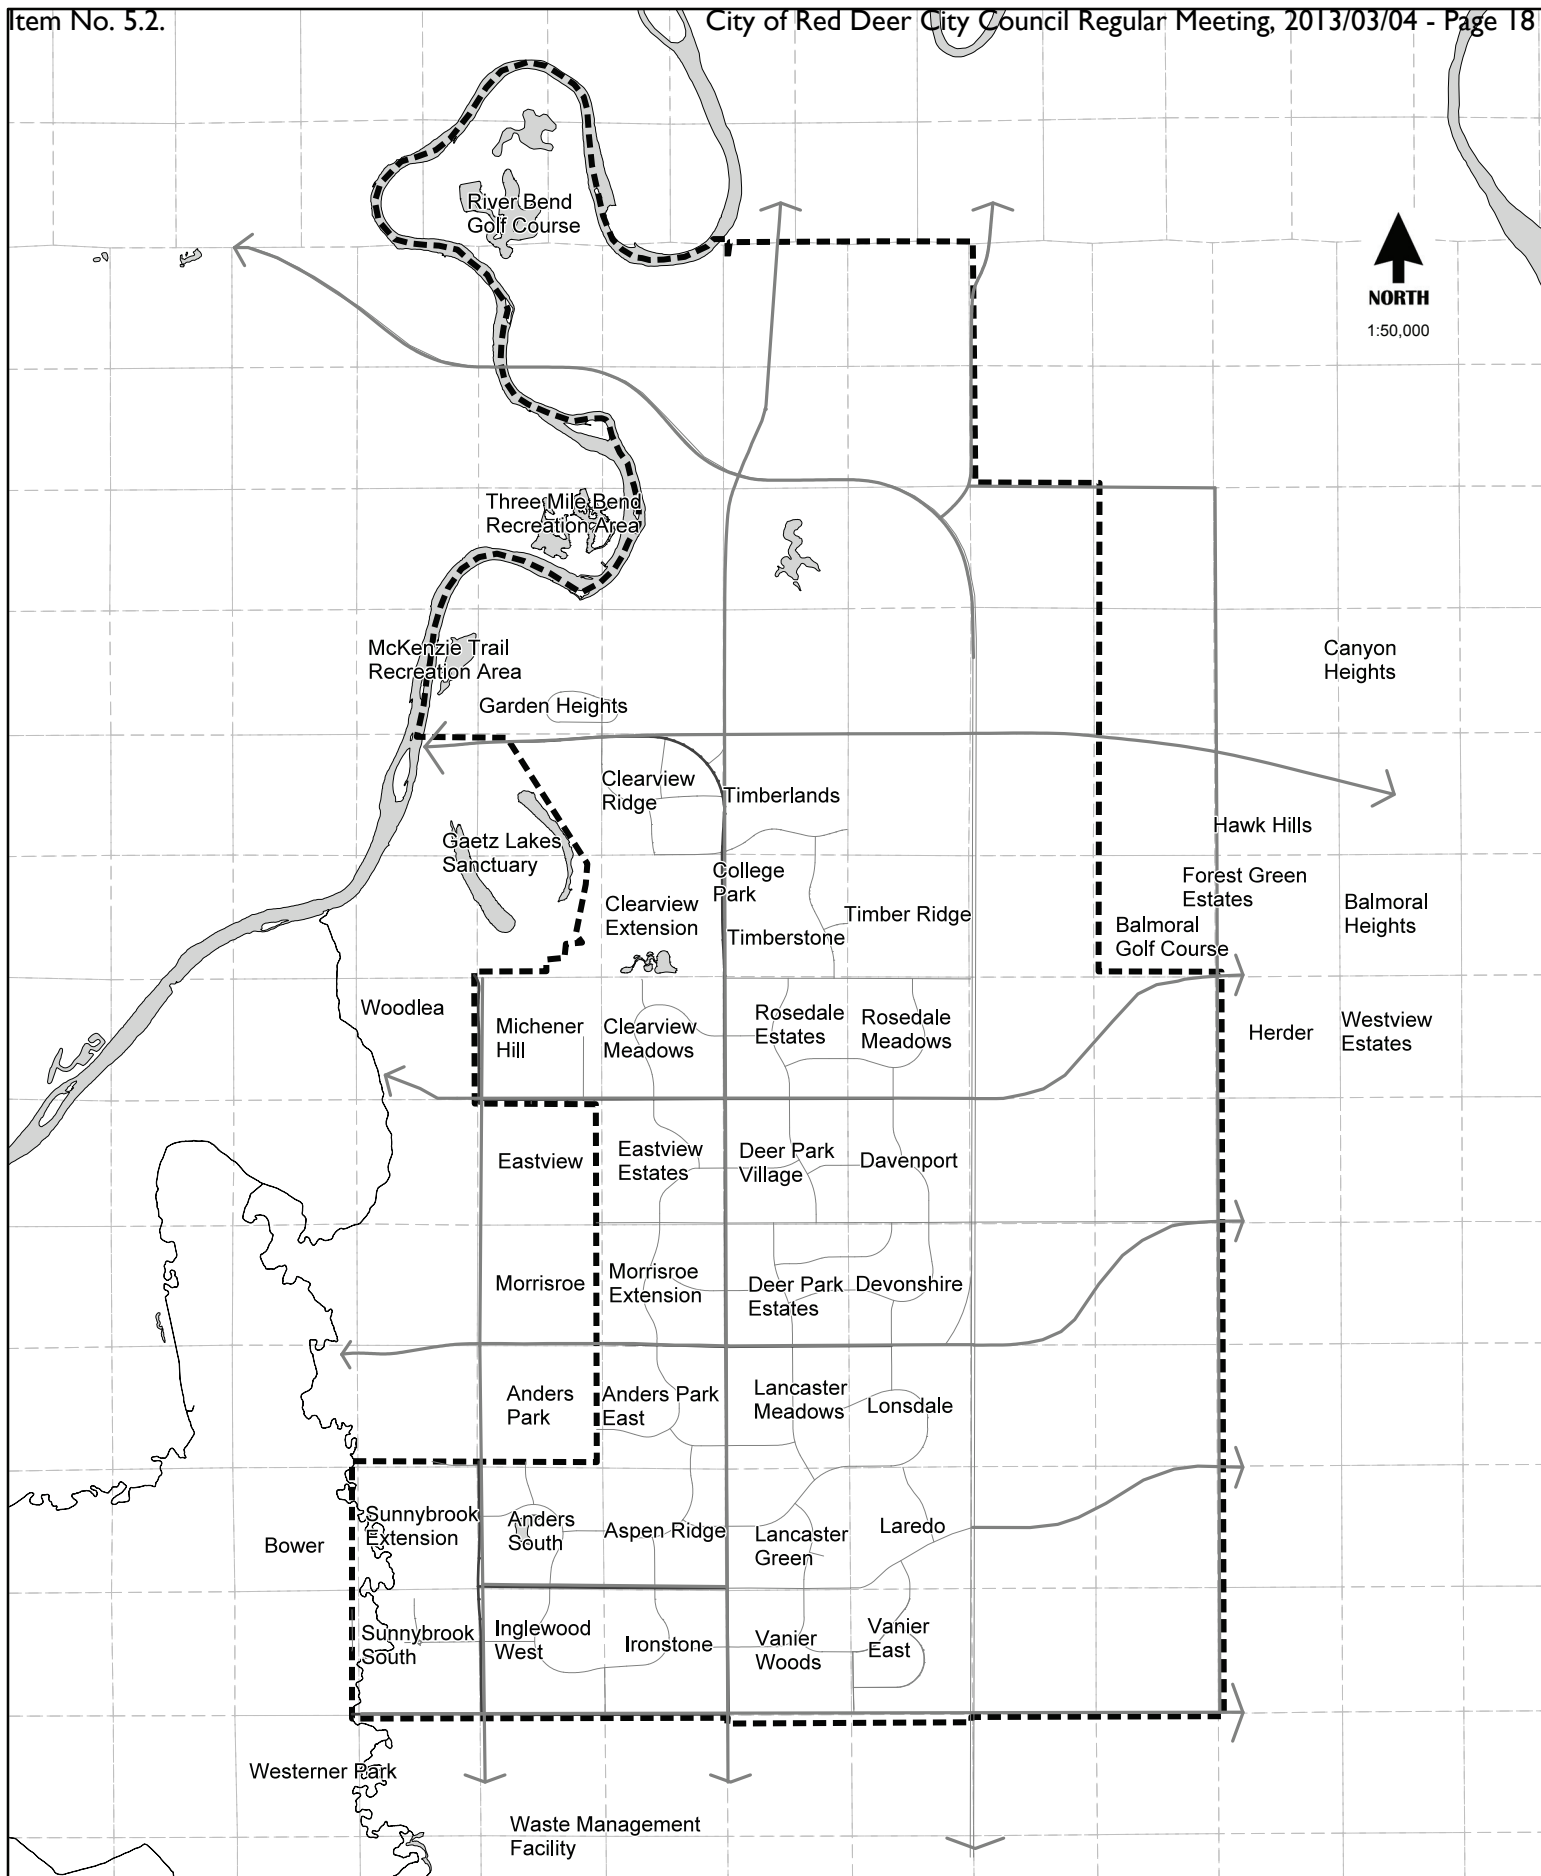 Item No. 5.2.
City of Red Deer City Council Regular Meeting, 2013/03/04 - Page 18
River Bend
Golf Course
NORTH
1:50,000
Three Mile Bend
Recreation Area
McKenzie Trail
Recreation Area
Canyon
Heights
Garden Heights
Clearview
Ridge
Timberlands
Hawk Hills
Gaetz Lakes
Sanctuary
College
Park
Forest Green
Estates
Clearview
Extension
Timber Ridge
Balmoral
Heights
Timberstone
Balmoral
Golf Course
Woodlea
Michener
Hill
Clearview
Meadows
Rosedale
Estates
Rosedale
Meadows
Herder
Westview
Estates
Eastview
Eastview
Estates
Deer Park
Village
Davenport
Morrisroe
Morrisroe
Extension
Deer Park
Estates
Devonshire
Anders
Park
Anders Park
East
Lancaster
Meadows
Lonsdale
Bower
Sunnybrook
Extension
Anders
South
Aspen Ridge
Lancaster
Green
Laredo
Sunnybrook
South
Inglewood
West
Ironstone
Vanier
Woods
Vanier
East
Westerner Park
Waste Management
Facility